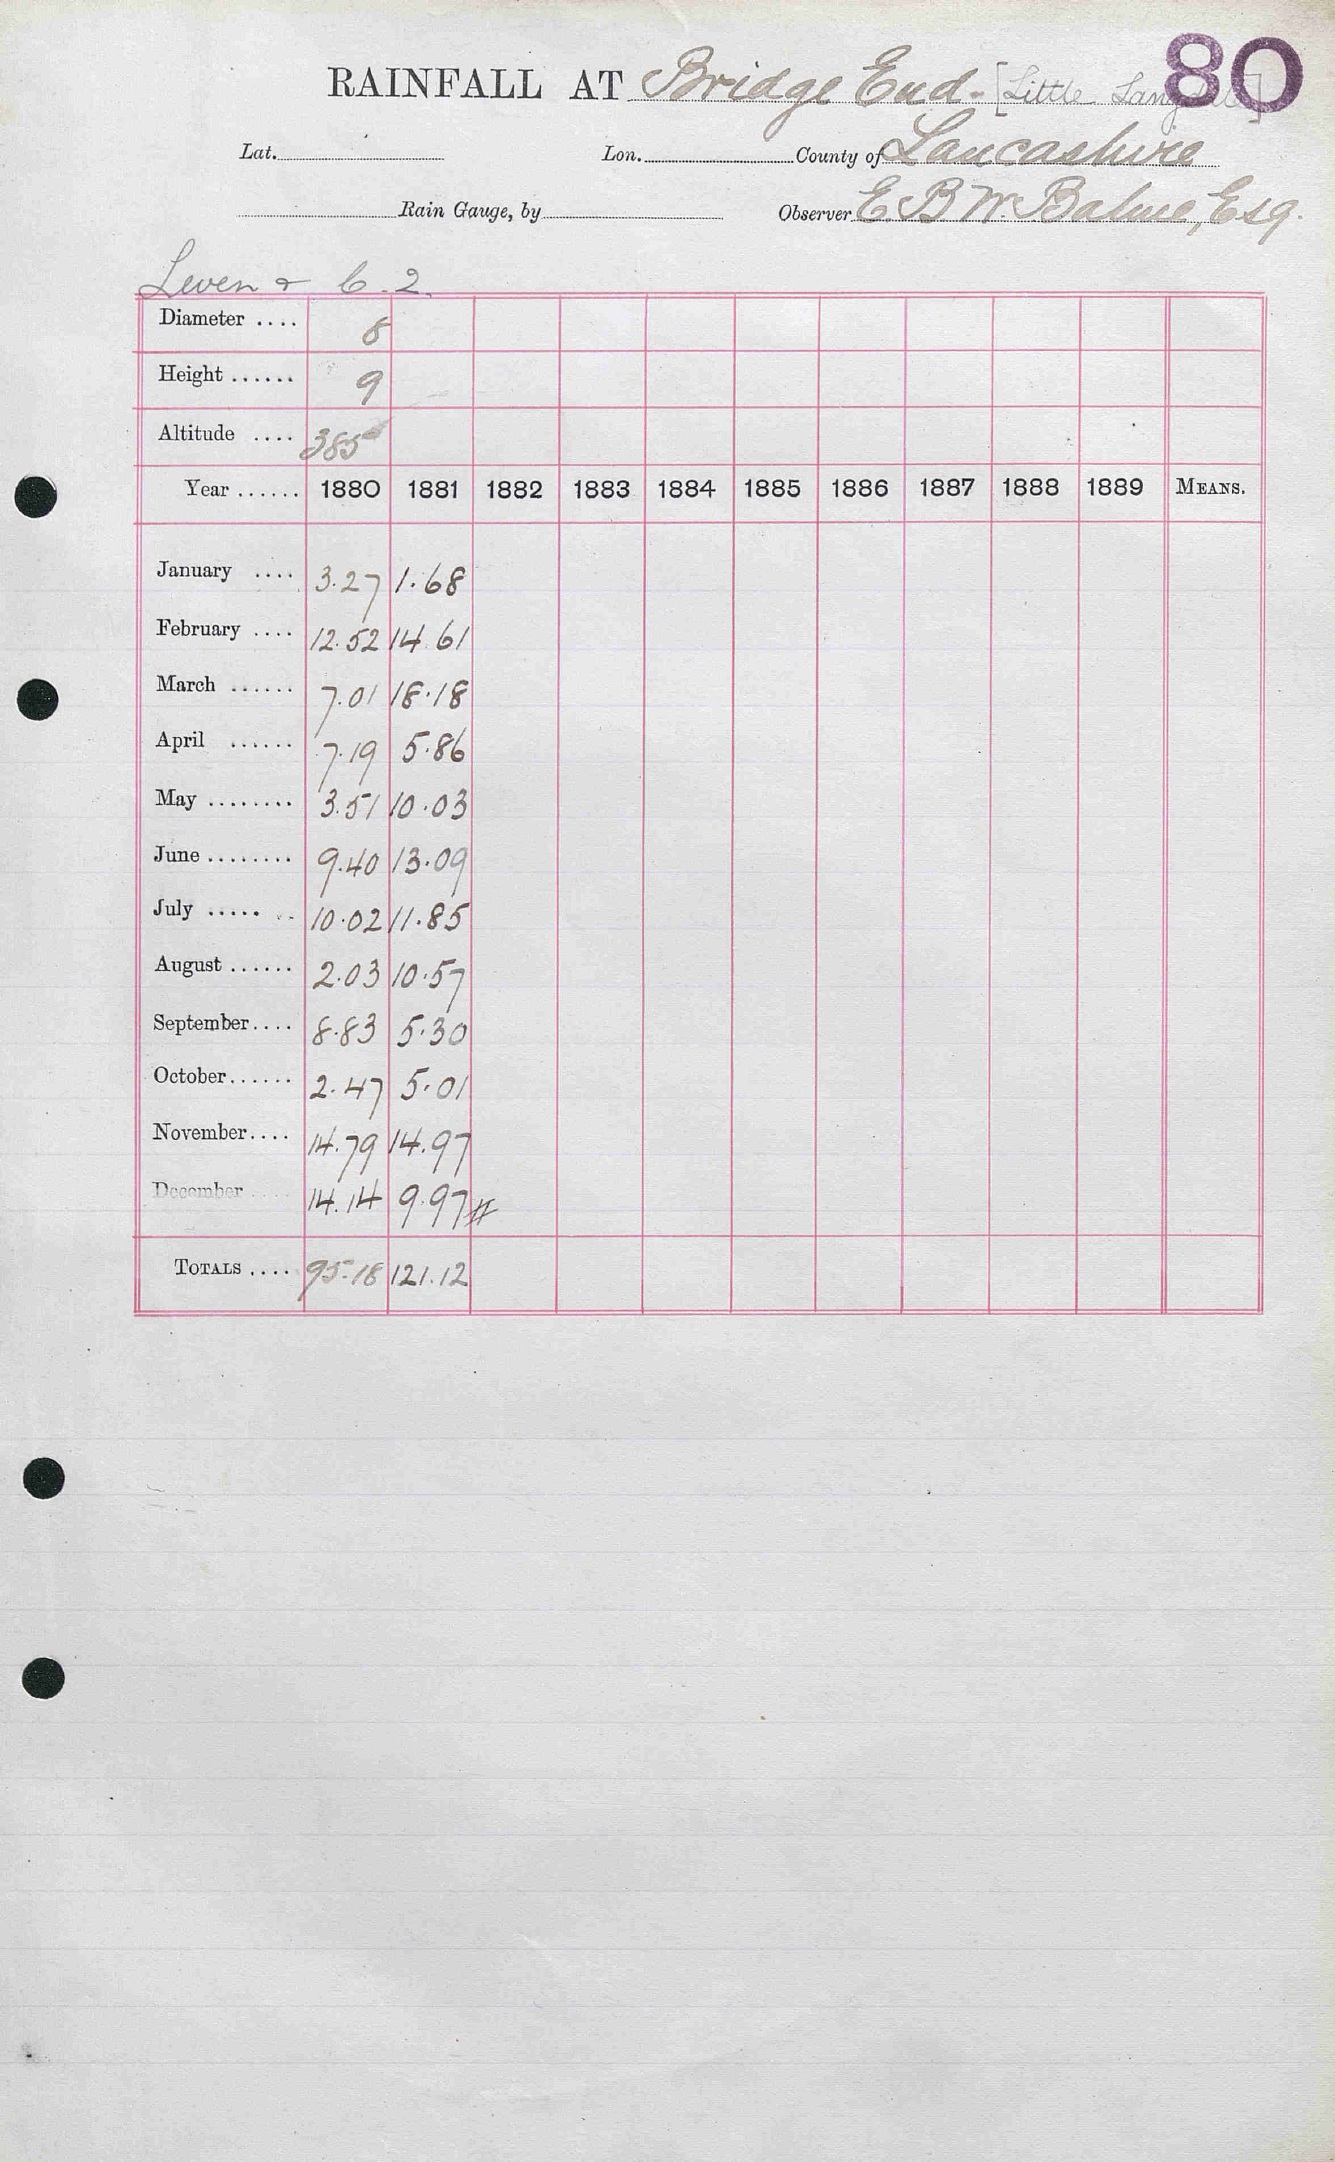 80
RAINFALL AT Bridge End. [Little Langdale]
Lat. Lon. County of Lancashire
Rain Gauge, by Observer E. B. W. Balme, Esq.
Leven & C. 2.
Diameter .... 8
Height ...... 9
Altitude .... 385
Year ...... 1880 1881 1882 1883 1884 1885 1886 1887 1888 1889 MEANS.
January .... 3.27 1.68
February .... 12.52 14.61
March ...... 7.01 18.18
April ...... 7.19 5.86
May ........ 3.51 10.03
June ........ 9.40 13.09
July ..... .. 10.02 11.85
August ...... 2.03 10.57
September.... 8.83 5.30
October...... 2.47 5.01
November.... 14.79 14.97
December .... 14.14 9.97 #
TOTALS .... 95.18 121.12